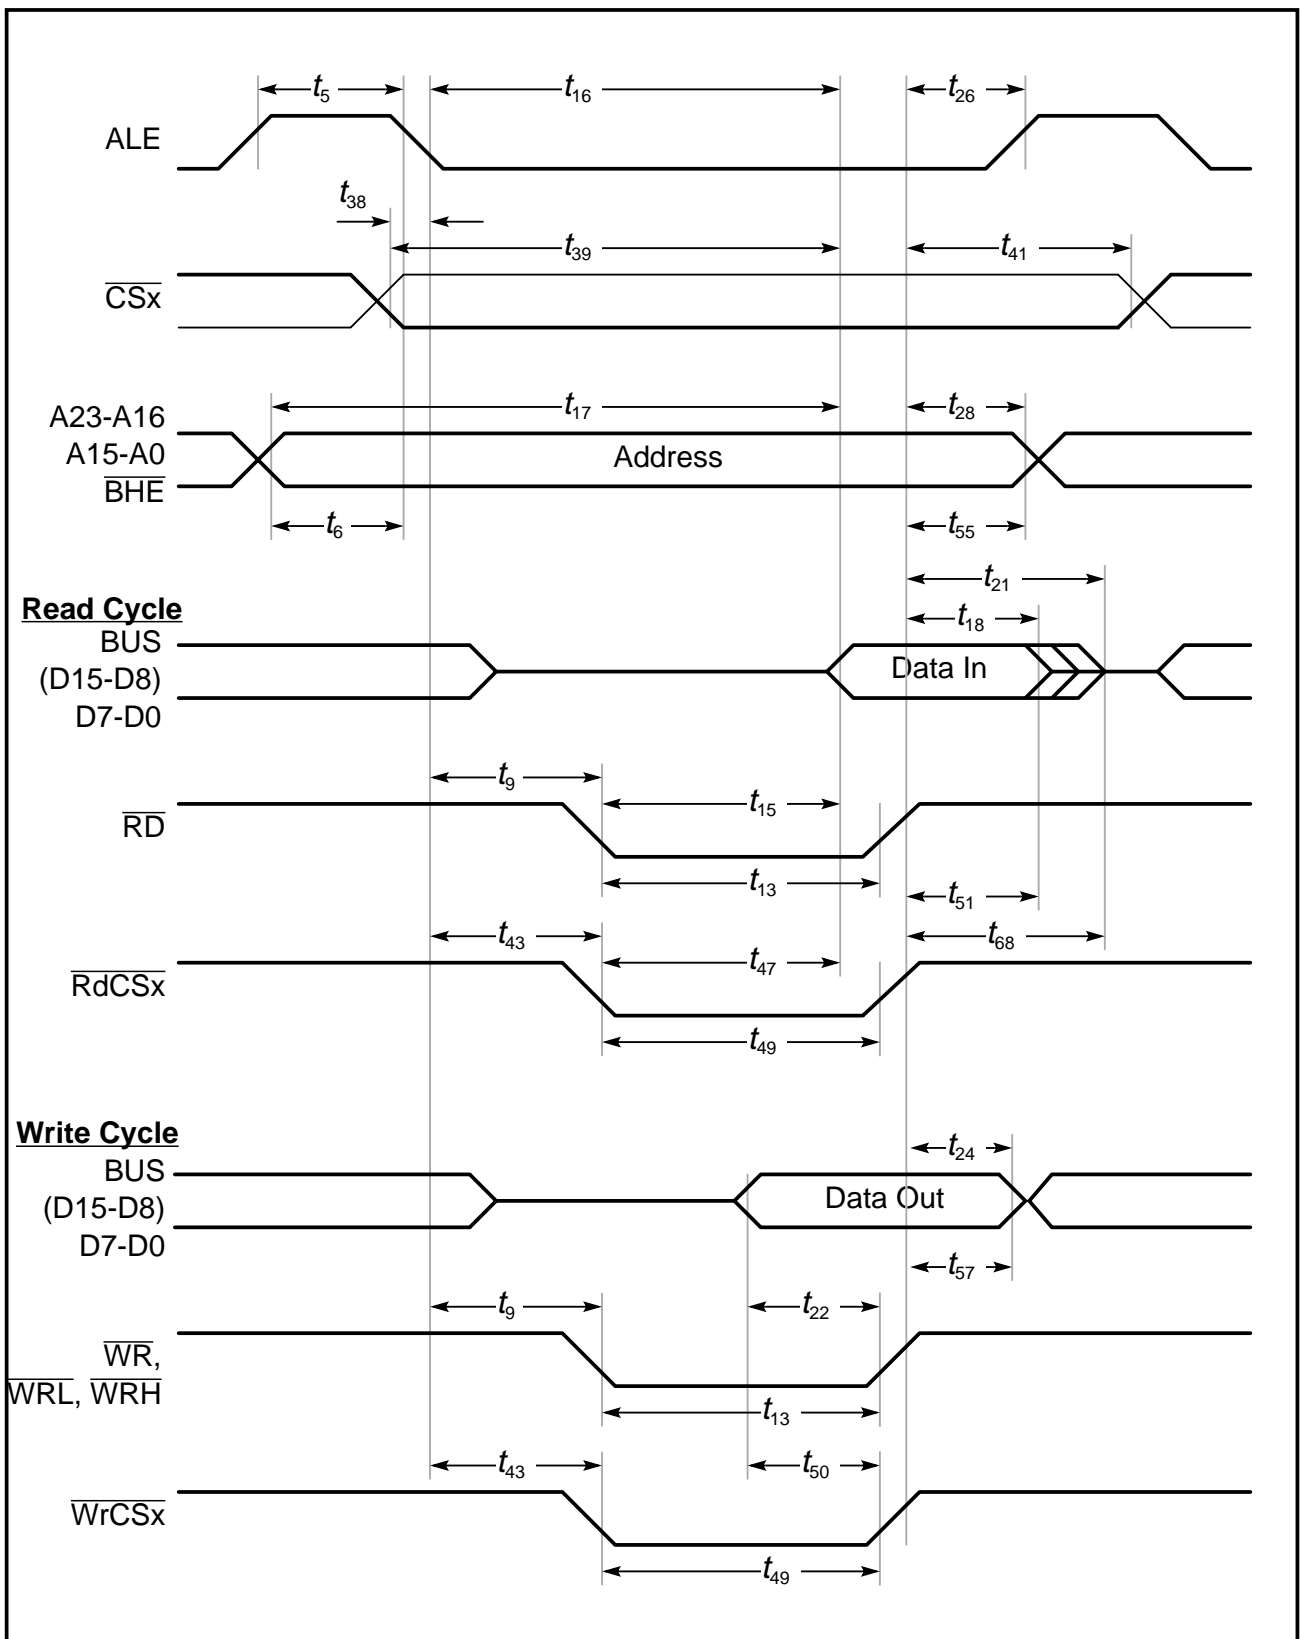 t5 t16 t26
ALE
t38
t39 t41
CSx
t17 t28
A23-A16
A15-A0
BHE
Address
t6 t55
t21
Read Cycle
t18
BUS
(D15-D8)
D7-D0
Data In
t9
t15
RD
t13 t51
t43 t68
t47
RdCSx
t49
Write Cycle
t24
BUS
(D15-D8)
D7-D0
Data Out
t57
t9 t22
WR,
WRL, WRH
t13
t43 t50
WrCSx
t49